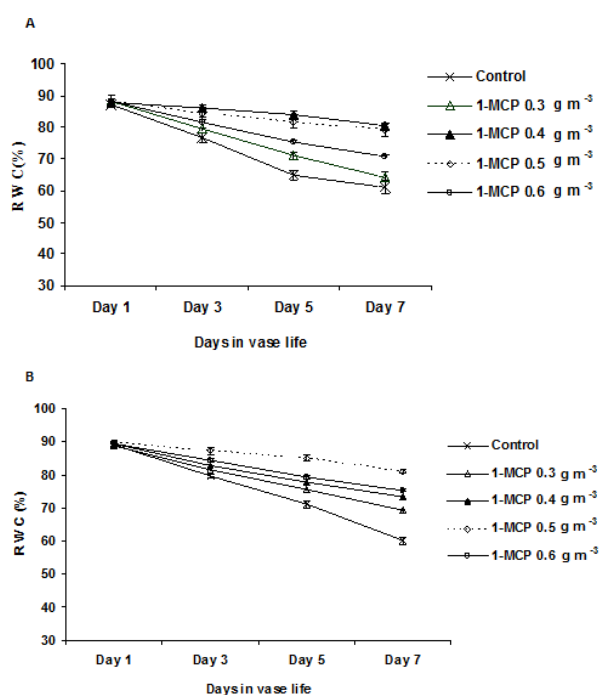 A
100
90
80
70
60
50
40
30
RWC(%)
Day 1 Day 3 Day 5 Day 7
Days in vase life
Control
1-MCP 0.3 g m⁻³
1-MCP 0.4 g m⁻³
1-MCP 0.5 g m⁻³
1-MCP 0.6 g m⁻³
B
100
90
80
70
60
50
40
30
RWC (%)
Day 1 Day 3 Day 5 Day 7
Days in vase life
Control
1-MCP 0.3 g m⁻³
1-MCP 0.4 g m⁻³
1-MCP 0.5 g m⁻³
1-MCP 0.6 g m⁻³